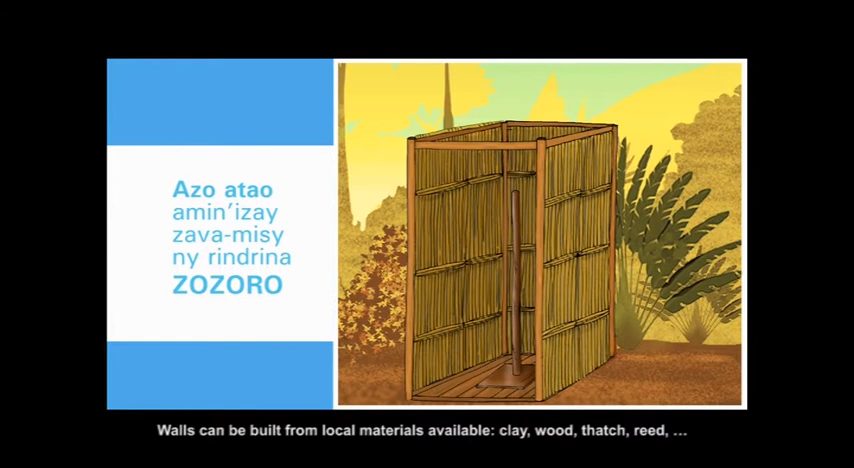 Azo atao
amin'izay
zava-misy
ny rindrina
ZOZORO
Walls can be built from local materials available: clay, wood, thatch, reed, ...